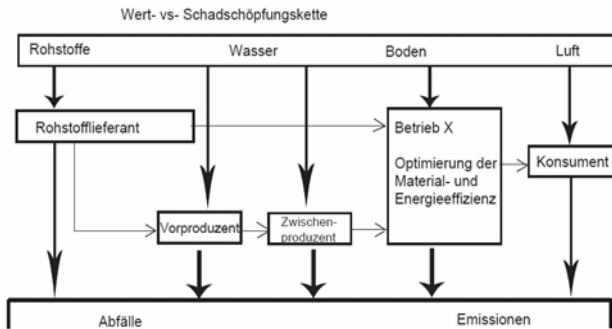 Wert- vs- Schadschöpfungskette
Rohstoffe Wasser Boden Luft
Rohstofflieferant
Betrieb X
Optimierung der
Material- und
Energieeffizienz
Konsument
Vorproduzent
Zwischen-
produzent
Abfälle Emissionen